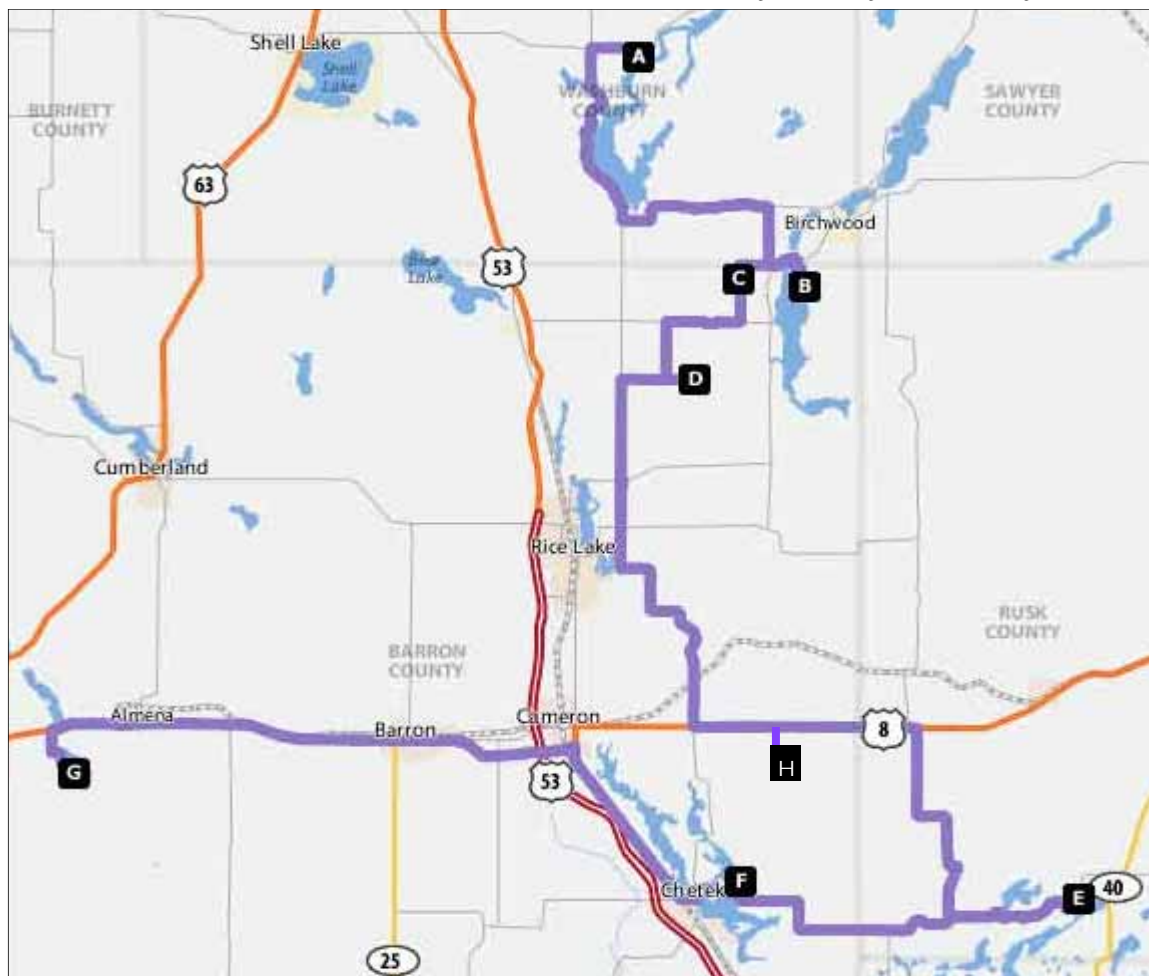 A
Shell Lake
Shell
Lake
WASHBURN
COUNTY
SAWYER
COUNTY
BURNETT
COUNTY
63
Birchwood
53
Lake
C
B
D
Cumberland
Rice Lake
RUSK
COUNTY
BARRON
COUNTY
Almena
Cameron
Barron
8
G
53
H
F
Chetek
E
40
25